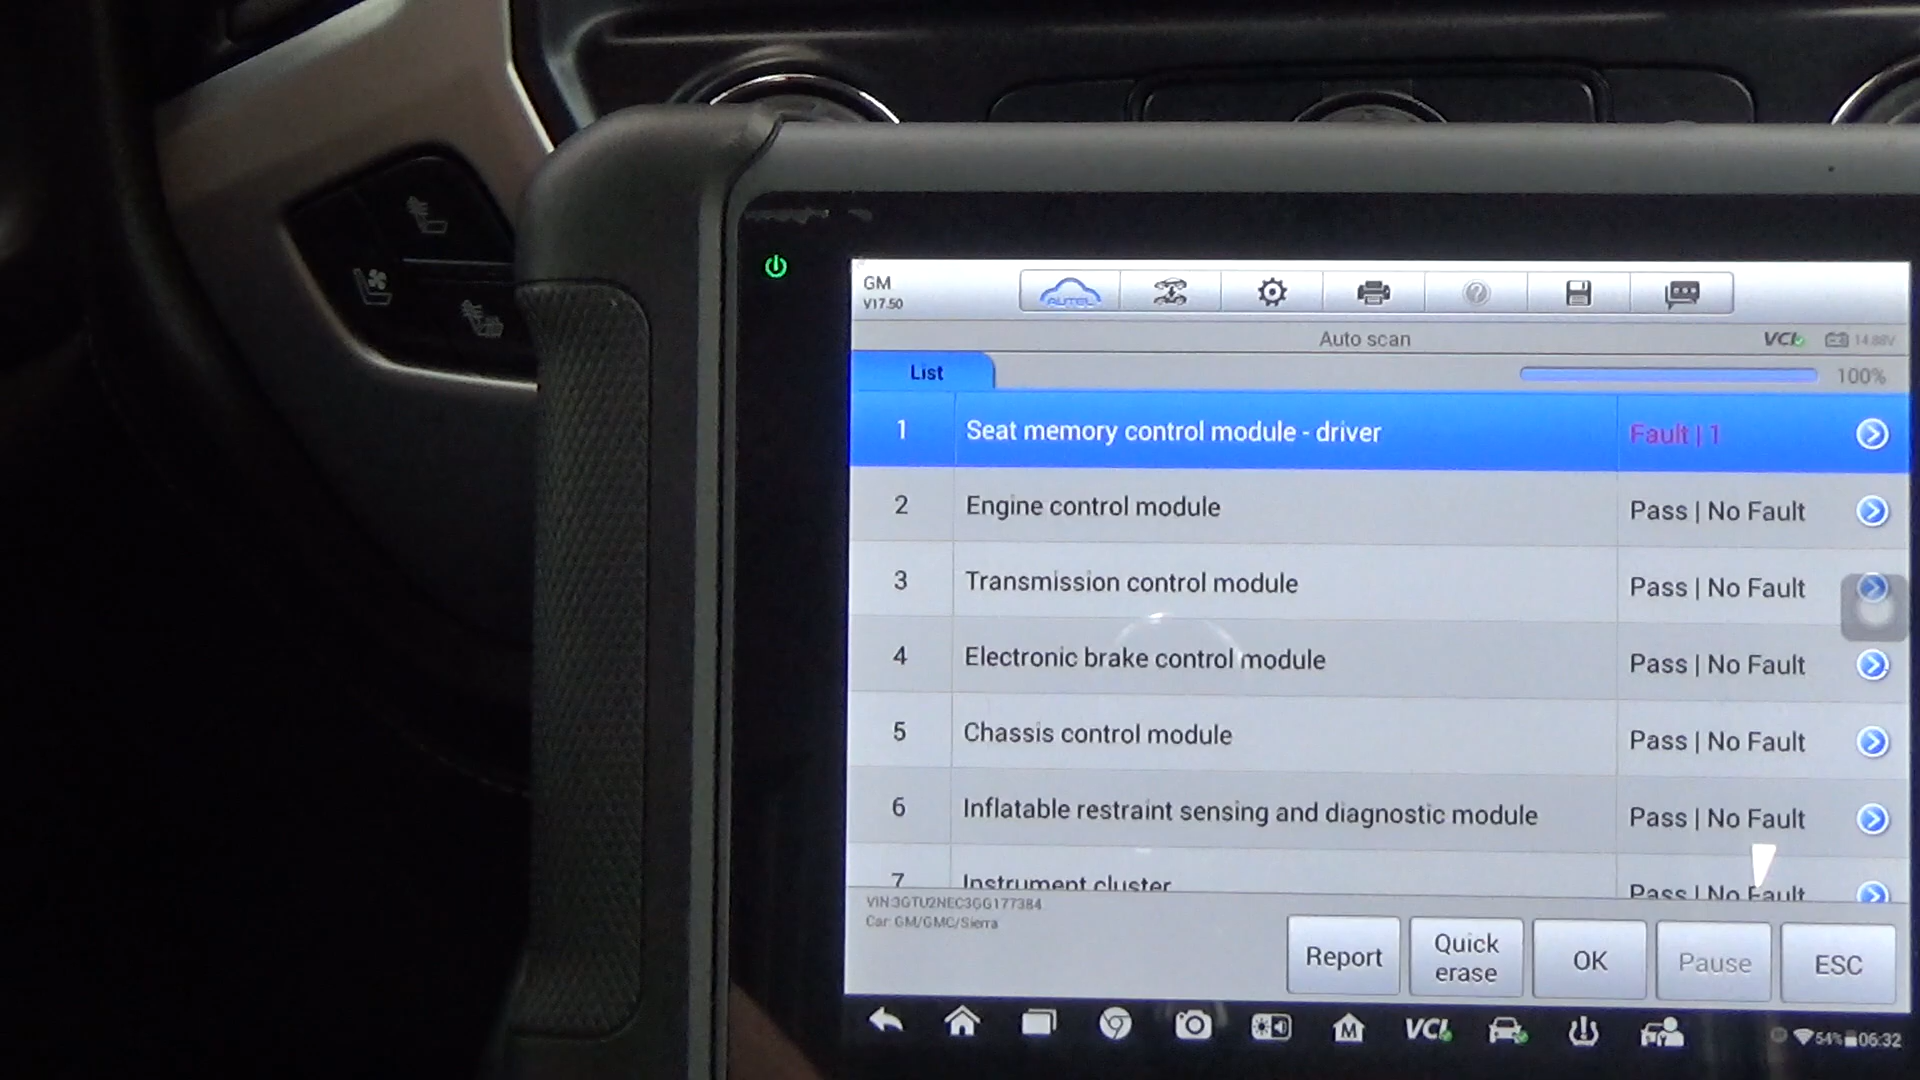 GM
V17.50
AUTEL
Auto scan
VCI
14.88V
List
100%
1 Seat memory control module - driver Fault | 1
2 Engine control module Pass | No Fault
3 Transmission control module Pass | No Fault
4 Electronic brake control module Pass | No Fault
5 Chassis control module Pass | No Fault
6 Inflatable restraint sensing and diagnostic module Pass | No Fault
7 Instrument cluster Pass | No Fault
VIN:3GTU2NEC3GG177384
Car: GM/GMC/Sierra
Report
Quick
erase
OK
Pause
ESC
M
VCI
54%
06:32